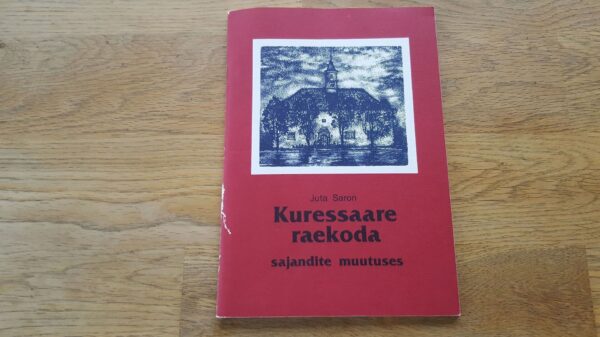 Juta Saron
Kuressaare
raekoda
sajandite muutuses